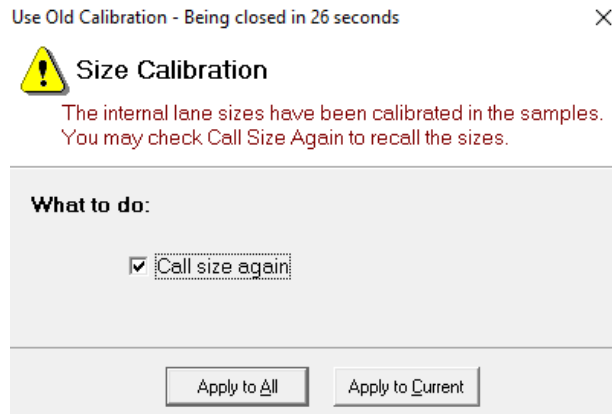 Use Old Calibration - Being closed in 26 seconds
Size Calibration
The internal lane sizes have been calibrated in the samples.
You may check Call Size Again to recall the sizes.
What to do:
Call size again
Apply to All
Apply to Current